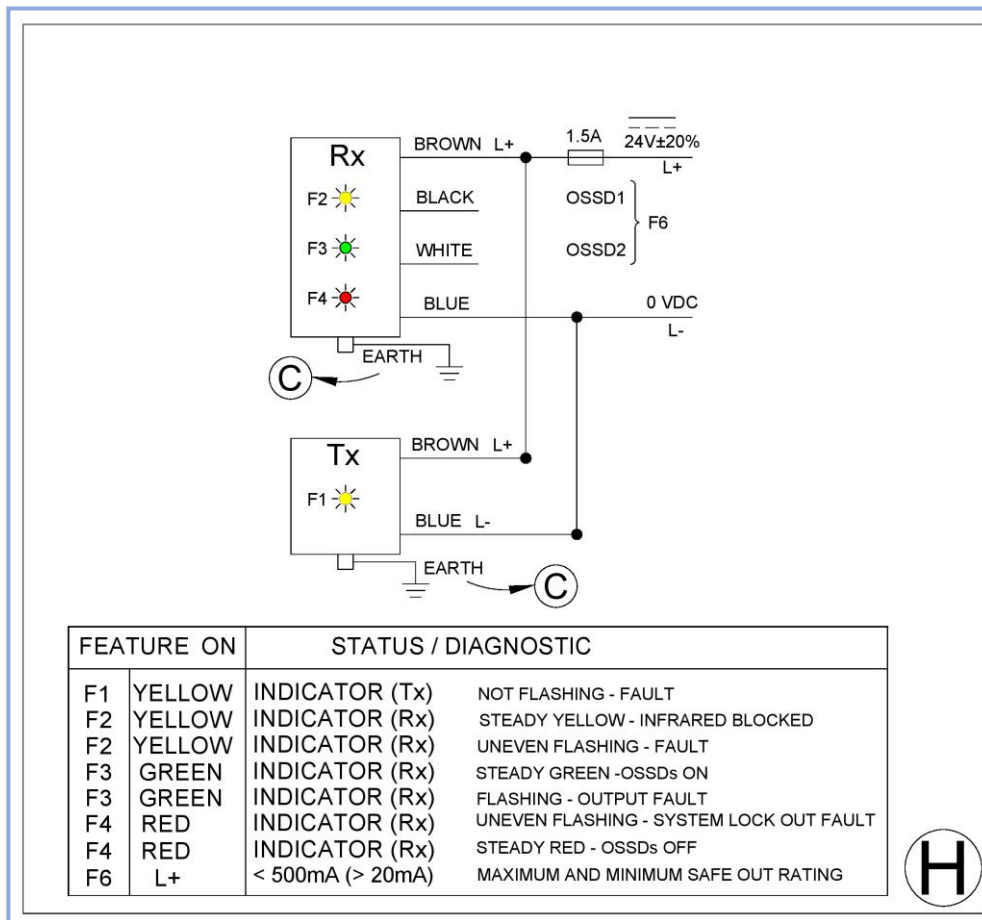 Rx
F2
F3
F4
BROWN L+
BLACK
WHITE
BLUE
EARTH
C
1.5A
24V±20%
L+
OSSD1
OSSD2
F6
0 VDC
L-
Tx
F1
BROWN L+
BLUE L-
EARTH
C
FEATURE ON STATUS / DIAGNOSTIC
F1 YELLOW INDICATOR (Tx) NOT FLASHING - FAULT
F2 YELLOW INDICATOR (Rx) STEADY YELLOW - INFRARED BLOCKED
F2 YELLOW INDICATOR (Rx) UNEVEN FLASHING - FAULT
F3 GREEN INDICATOR (Rx) STEADY GREEN -OSSDs ON
F3 GREEN INDICATOR (Rx) FLASHING - OUTPUT FAULT
F4 RED INDICATOR (Rx) UNEVEN FLASHING - SYSTEM LOCK OUT FAULT
F4 RED INDICATOR (Rx) STEADY RED - OSSDs OFF
F6 L+ < 500mA (> 20mA) MAXIMUM AND MINIMUM SAFE OUT RATING
H